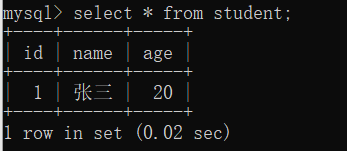 mysql> select * from student;
+----+------+-----+
| id | name | age |
+----+------+-----+
| 1 | 张三 | 20 |
+----+------+-----+
1 row in set (0.02 sec)